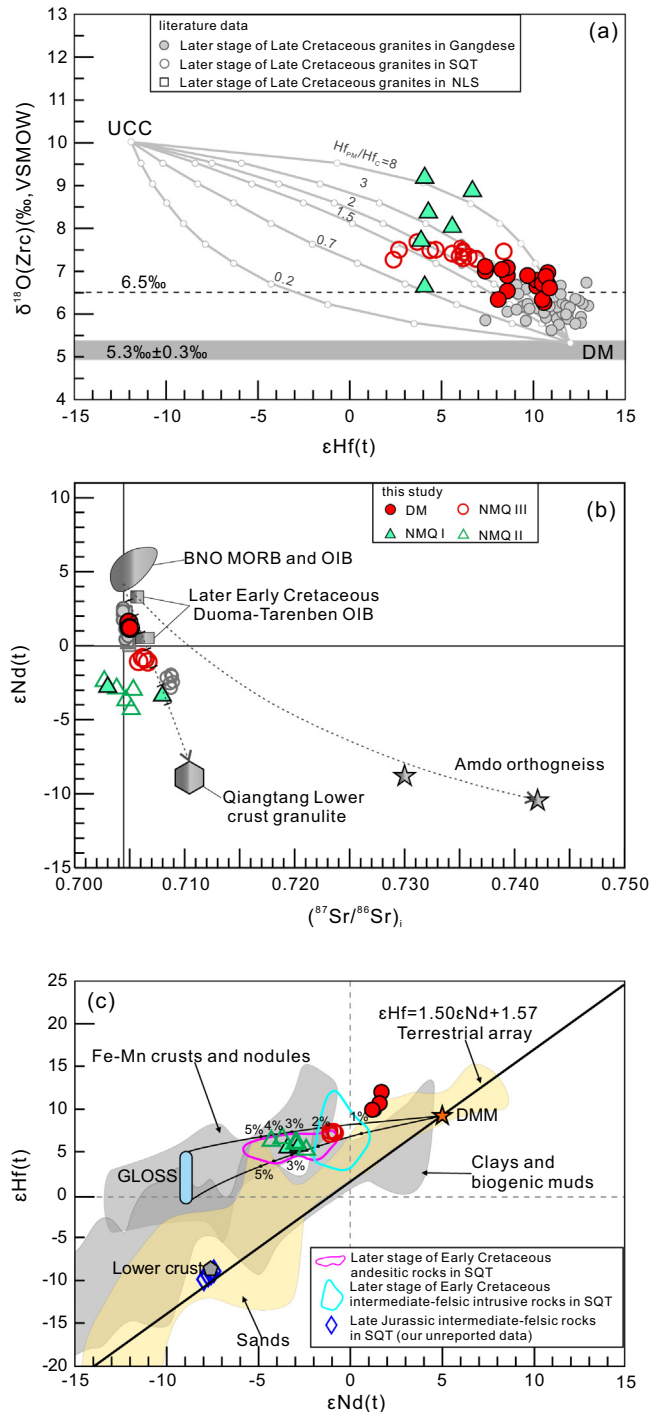 (a)
literature data
Later stage of Late Cretaceous granites in Gangdese
Later stage of Late Cretaceous granites in SQT
Later stage of Late Cretaceous granites in NLS
UCC
Hf_PM/Hf_C=8
3
2
1.5
0.7
0.2
6.5‰
5.3‰±0.3‰
DM
13
12
11
10
9
8
7
6
5
4
δ¹⁸O(Zrc)(‰, VSMOW)
-15 -10 -5 0 5 10 15
εHf(t)
(b)
this study
DM NMQ III
NMQ I NMQ II
BNO MORB and OIB
Later Early Cretaceous
Duoma-Tarenben OIB
Amdo orthogneiss
Qiangtang Lower
crust granulite
10
5
0
-5
-10
-15
εNd(t)
0.700 0.710 0.720 0.730 0.740 0.750
(⁸⁷Sr/⁸⁶Sr)ᵢ
(c)
εHf=1.50εNd+1.57
Terrestrial array
Fe-Mn crusts and nodules
DMM
5% 4% 3% 2% 1%
5% 3%
GLOSS
Clays and
biogenic muds
Lower crust
Sands
Later stage of Early Cretaceous
andesitic rocks in SQT
Later stage of Early Cretaceous
intermediate-felsic intrusive rocks in SQT
Late Jurassic intermediate-felsic rocks
in SQT (our unreported data)
25
20
15
10
5
0
-5
-10
-15
-20
εHf(t)
-15 -10 -5 0 5 10 15
εNd(t)